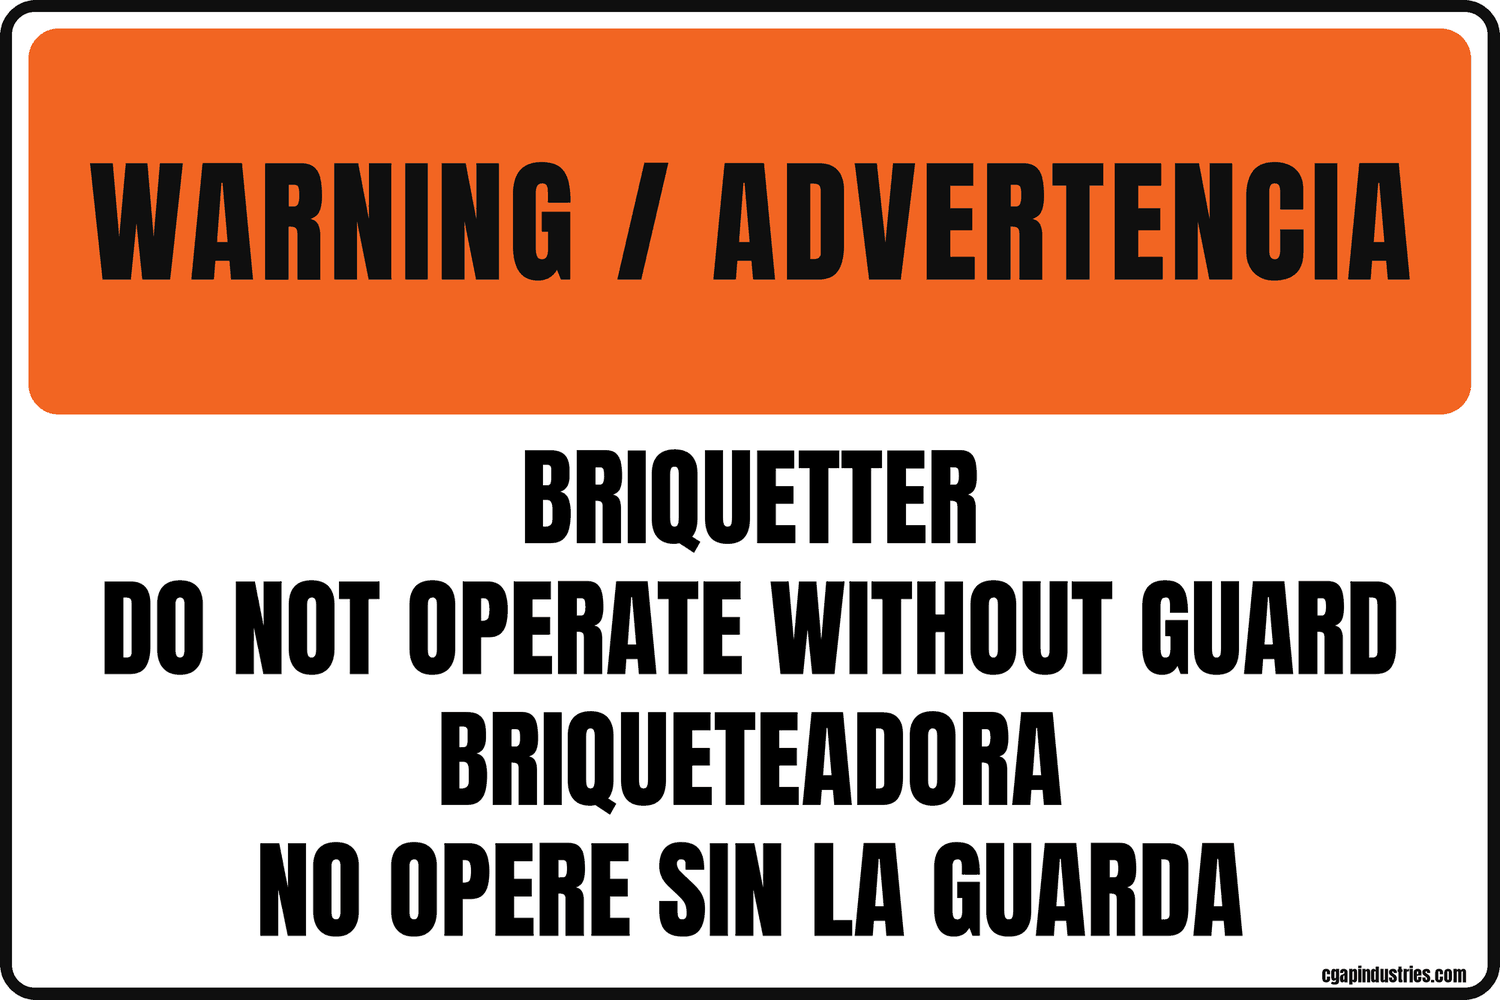 WARNING / ADVERTENCIA
BRIQUETTER
DO NOT OPERATE WITHOUT GUARD
BRIQUETEADORA
NO OPERE SIN LA GUARDA
cgapindustries.com